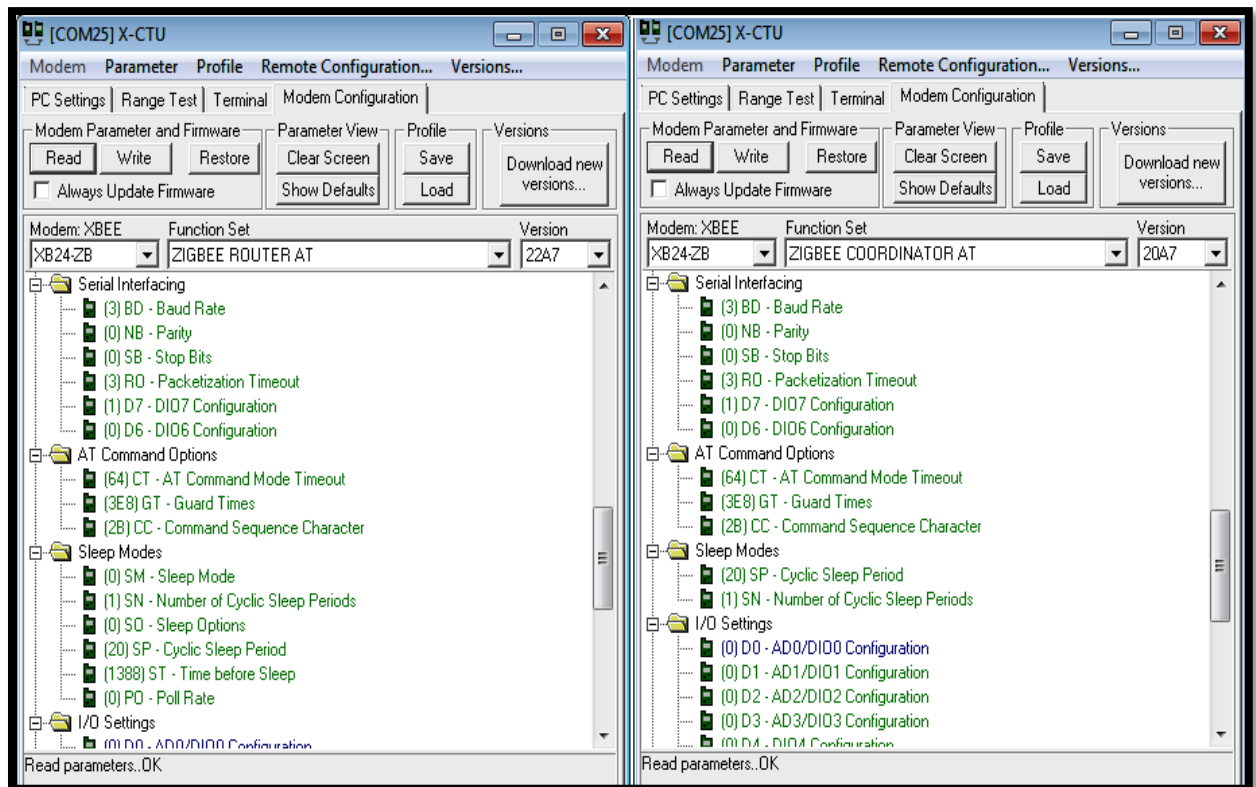 [COM25] X-CTU
Modem Parameter Profile Remote Configuration... Versions...
PC Settings Range Test Terminal Modem Configuration
Modem Parameter and Firmware Parameter View Profile Versions
Read Write Restore Clear Screen Save Download new versions...
Always Update Firmware Show Defaults Load
Modem: XBEE Function Set Version
XB24-ZB ZIGBEE ROUTER AT 22A7
Serial Interfacing
(3) BD - Baud Rate
(0) NB - Parity
(0) SB - Stop Bits
(3) RO - Packetization Timeout
(1) D7 - DIO7 Configuration
(0) D6 - DIO6 Configuration
AT Command Options
(64) CT - AT Command Mode Timeout
(3E8) GT - Guard Times
(2B) CC - Command Sequence Character
Sleep Modes
(0) SM - Sleep Mode
(1) SN - Number of Cyclic Sleep Periods
(0) SO - Sleep Options
(20) SP - Cyclic Sleep Period
(1388) ST - Time before Sleep
(0) PO - Poll Rate
I/O Settings
(0) D0 - AD0/DIO0 Configuration
Read parameters..OK
[COM25] X-CTU
Modem Parameter Profile Remote Configuration... Versions...
PC Settings Range Test Terminal Modem Configuration
Modem Parameter and Firmware Parameter View Profile Versions
Read Write Restore Clear Screen Save Download new versions...
Always Update Firmware Show Defaults Load
Modem: XBEE Function Set Version
XB24-ZB ZIGBEE COORDINATOR AT 20A7
Serial Interfacing
(3) BD - Baud Rate
(0) NB - Parity
(0) SB - Stop Bits
(3) RO - Packetization Timeout
(1) D7 - DIO7 Configuration
(0) D6 - DIO6 Configuration
AT Command Options
(64) CT - AT Command Mode Timeout
(3E8) GT - Guard Times
(2B) CC - Command Sequence Character
Sleep Modes
(20) SP - Cyclic Sleep Period
(1) SN - Number of Cyclic Sleep Periods
I/O Settings
(0) D0 - AD0/DIO0 Configuration
(0) D1 - AD1/DIO1 Configuration
(0) D2 - AD2/DIO2 Configuration
(0) D3 - AD3/DIO3 Configuration
(0) D4 - DIO4 Configuration
Read parameters..OK